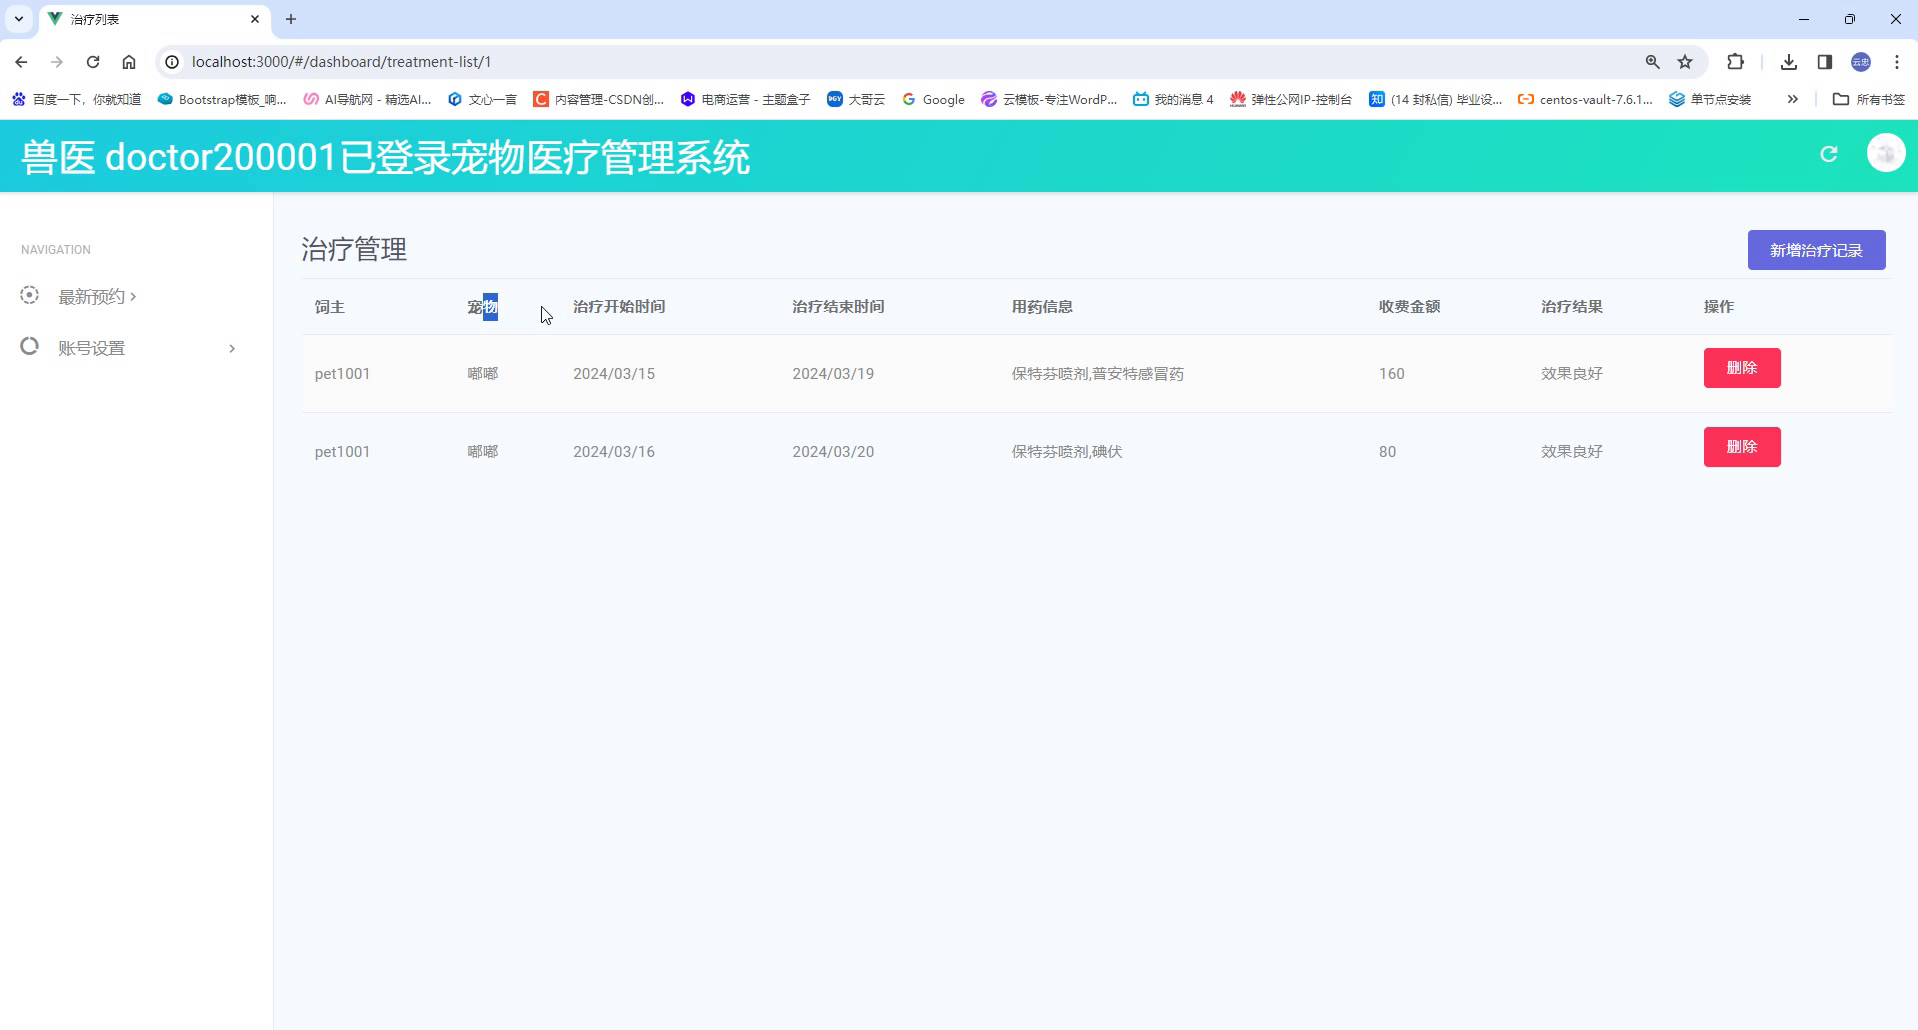 治疗列表
localhost:3000/#/dashboard/treatment-list/1
云忠
百度一下，你就知道 Bootstrap模板_响... AI导航网 - 精选AI... 文心一言 内容管理-CSDN创... 电商运营 - 主题盒子 大哥云 Google 云模板-专注WordP... 我的消息 4 弹性公网IP-控制台 (14 封私信) 毕业设... centos-vault-7.6.1... 单节点安装 所有书签
兽医 doctor200001已登录宠物医疗管理系统
NAVIGATION
最新预约
账号设置
治疗管理
新增治疗记录
饲主 宠物 治疗开始时间 治疗结束时间 用药信息 收费金额 治疗结果 操作
pet1001 嘟嘟 2024/03/15 2024/03/19 保特芬喷剂,普安特感冒药 160 效果良好 删除
pet1001 嘟嘟 2024/03/16 2024/03/20 保特芬喷剂,碘伏 80 效果良好 删除